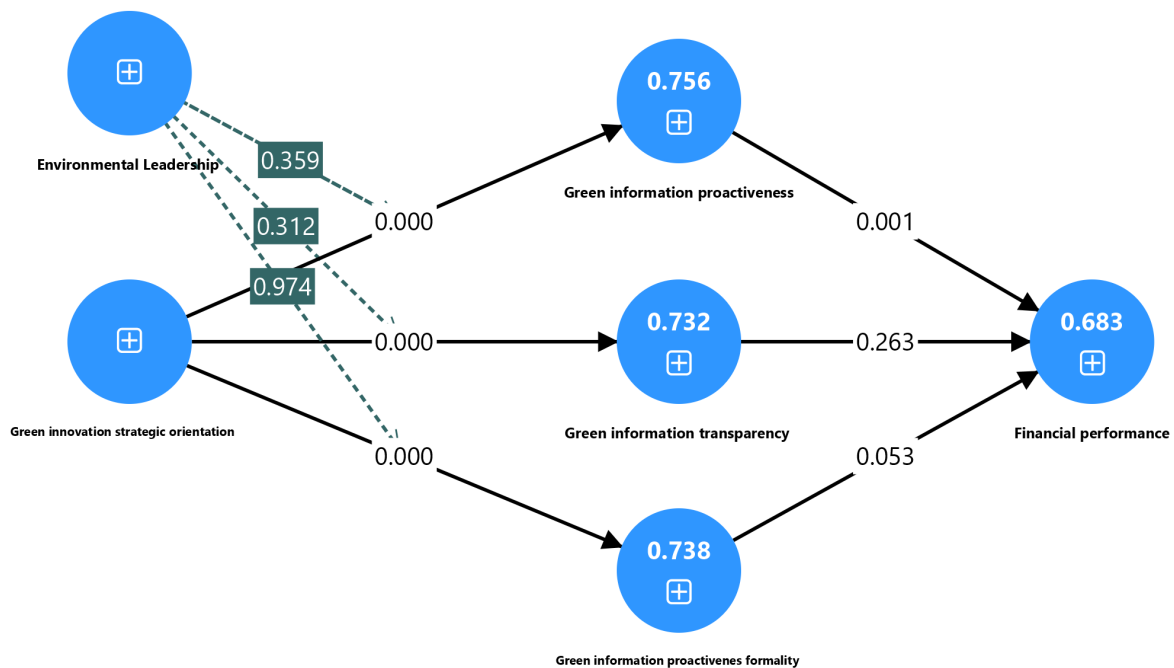 Environmental Leadership
0.756
Green information proactiveness
0.359
0.312
0.974
0.000
0.001
Green innovation strategic orientation
0.000
0.732
Green information transparency
0.263
0.683
Financial performance
0.000
0.053
0.738
Green information proactivenes formality